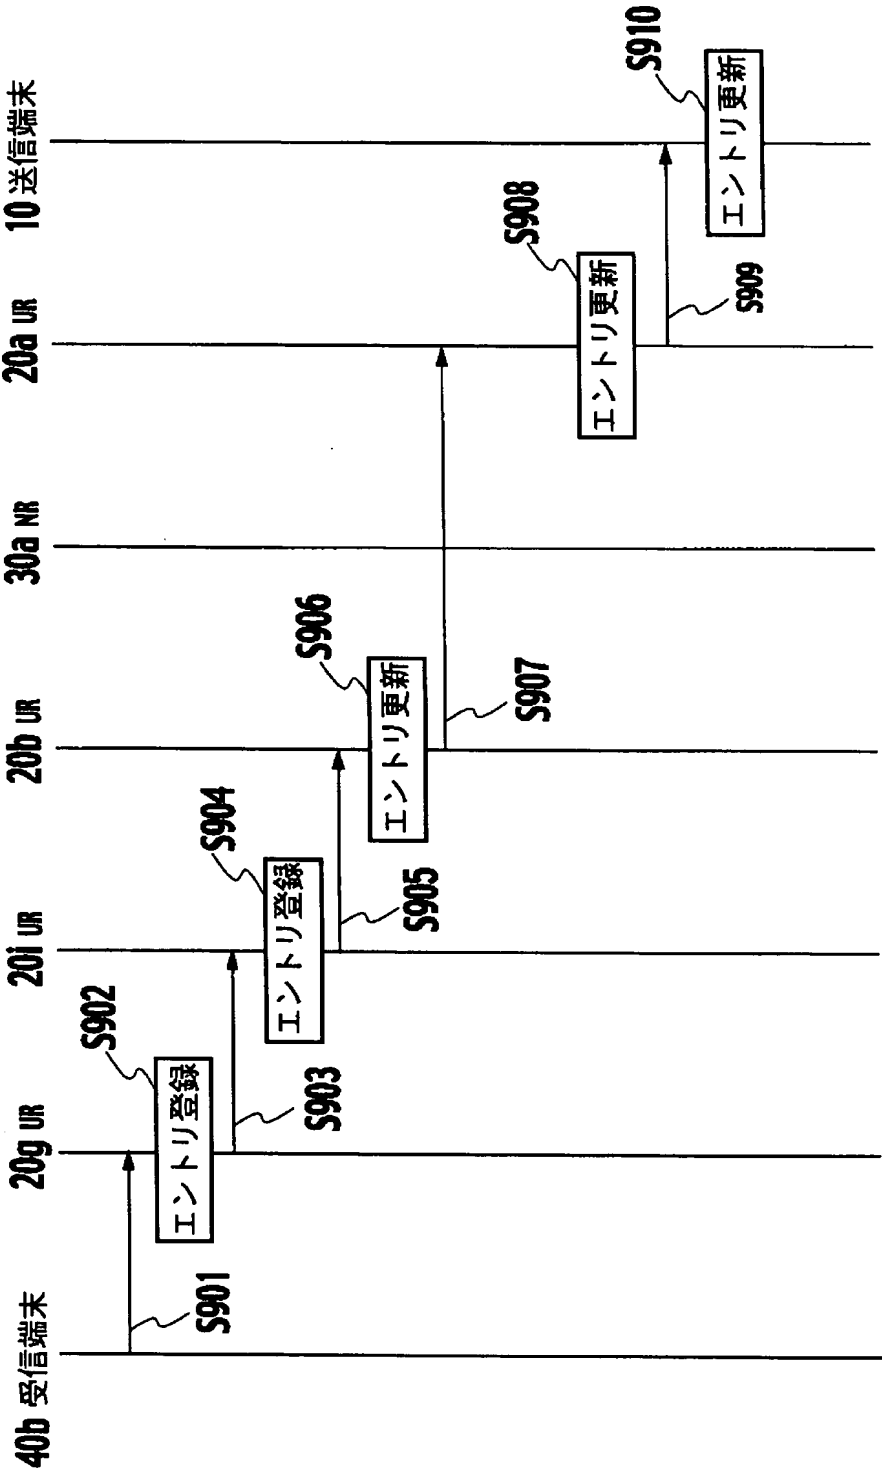 40b 受信端末
20g UR
20i UR
20b UR
30a NR
20a UR
10 送信端末
S901
エントリ登録
S902
S903
エントリ登録
S904
S905
エントリ更新
S906
S907
エントリ更新
S908
S909
エントリ更新
S910